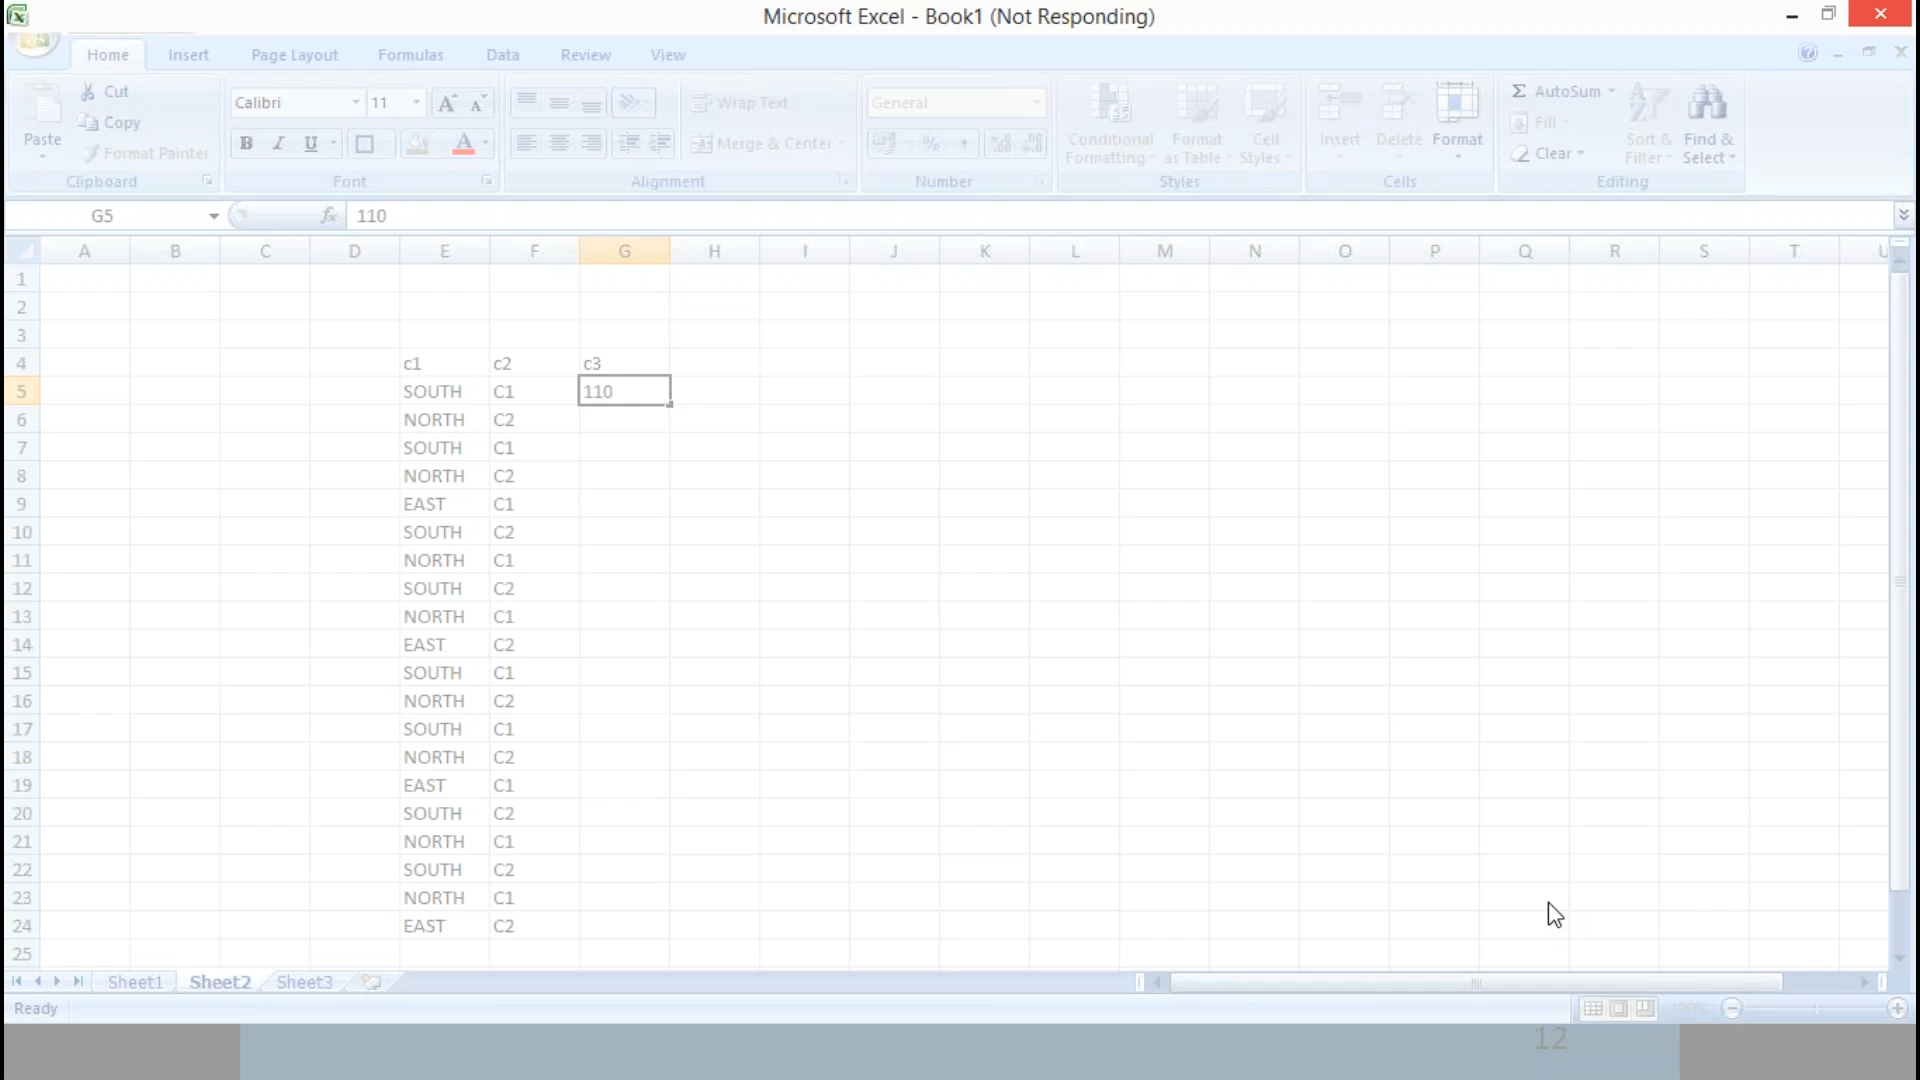 Microsoft Excel - Book1 (Not Responding)
Home Insert Page Layout Formulas Data Review View
Cut
Copy
Format Painter
Paste
Clipboard
Calibri 11
B I U A
Font
Wrap Text
Merge & Center
Alignment
General
%
Number
Conditional Formatting
Format as Table
Cell Styles
Styles
Insert Delete Format
Cells
Σ AutoSum
Fill
Clear
Sort & Filter
Find & Select
Editing
G5 fx 110
A B C D E F G H I J K L M N O P Q R S T U
1
2
3
4 c1 c2 c3
5 SOUTH C1 110
6 NORTH C2
7 SOUTH C1
8 NORTH C2
9 EAST C1
10 SOUTH C2
11 NORTH C1
12 SOUTH C2
13 NORTH C1
14 EAST C2
15 SOUTH C1
16 NORTH C2
17 SOUTH C1
18 NORTH C2
19 EAST C1
20 SOUTH C2
21 NORTH C1
22 SOUTH C2
23 NORTH C1
24 EAST C2
25
Sheet1 Sheet2 Sheet3
Ready
12